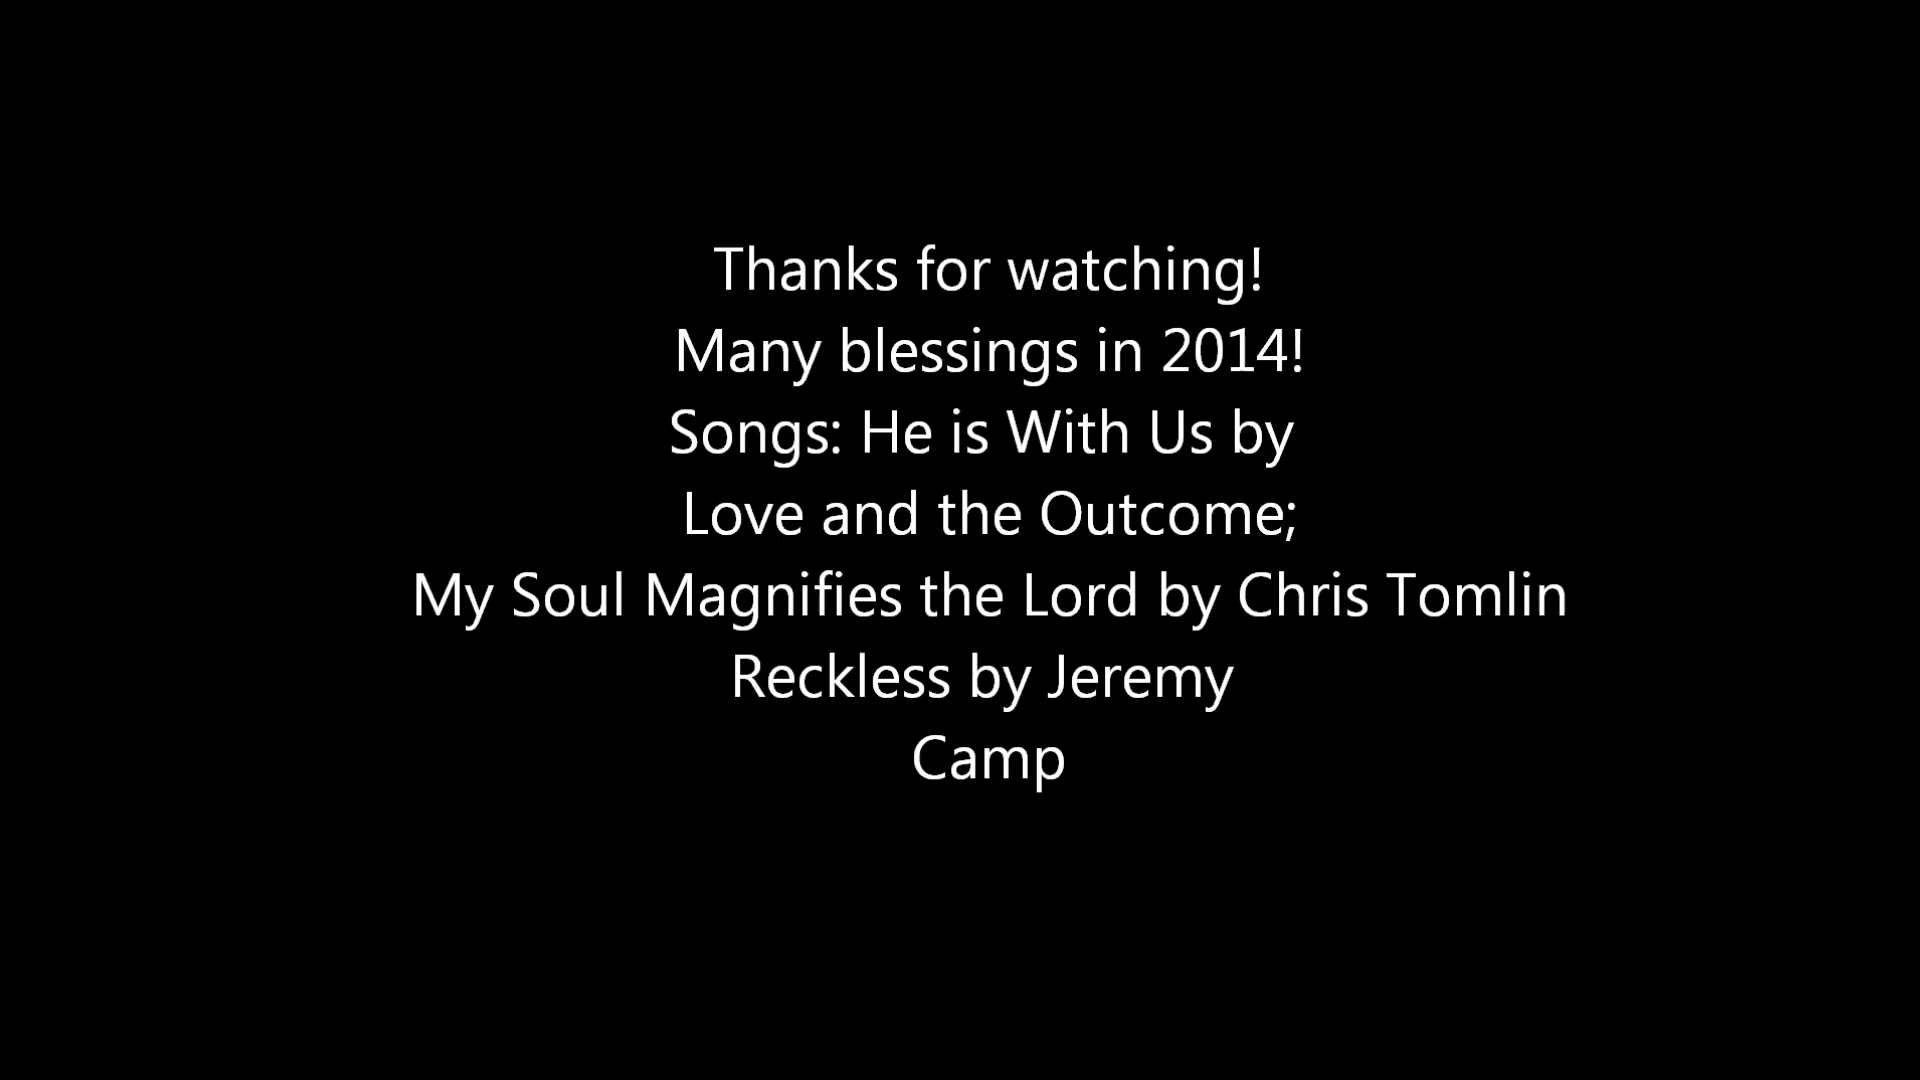 Thanks for watching!
Many blessings in 2014!
Songs: He is With Us by
Love and the Outcome;
My Soul Magnifies the Lord by Chris Tomlin
Reckless by Jeremy
Camp